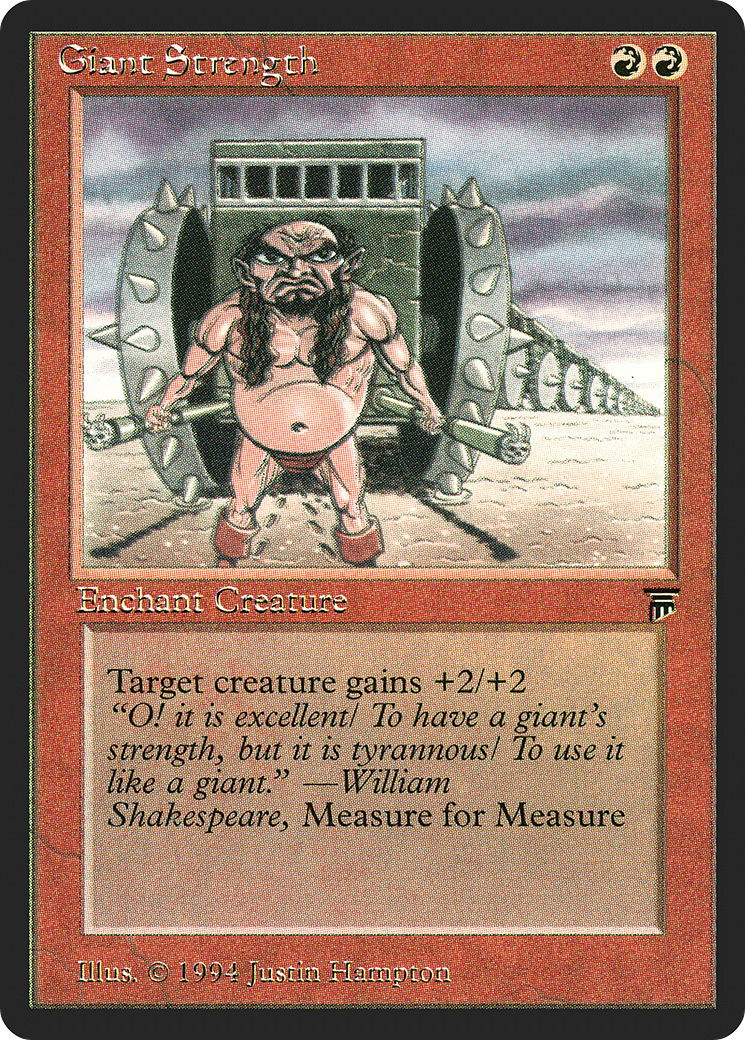 Giant Strength
Enchant Creature
Target creature gains +2/+2
“O! it is excellent/ To have a giant’s
strength, but it is tyrannous/ To use it
like a giant.” —William
Shakespeare, Measure for Measure
Illus. © 1994 Justin Hampton